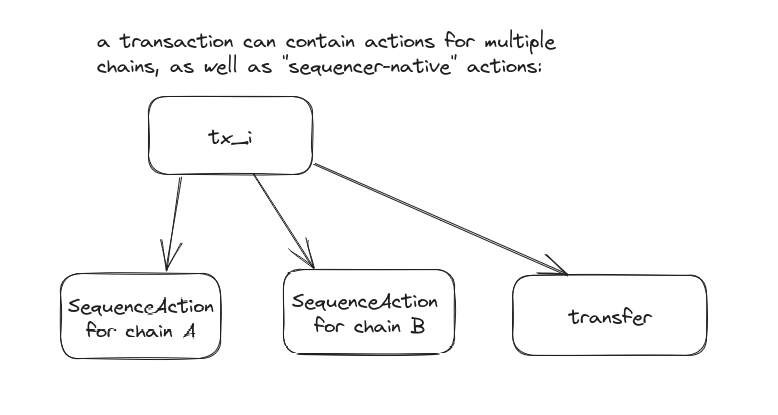 a transaction can contain actions for multiple
chains, as well as "sequencer-native" actions:
tx_i
SequenceAction
for chain A
SequenceAction
for chain B
transfer